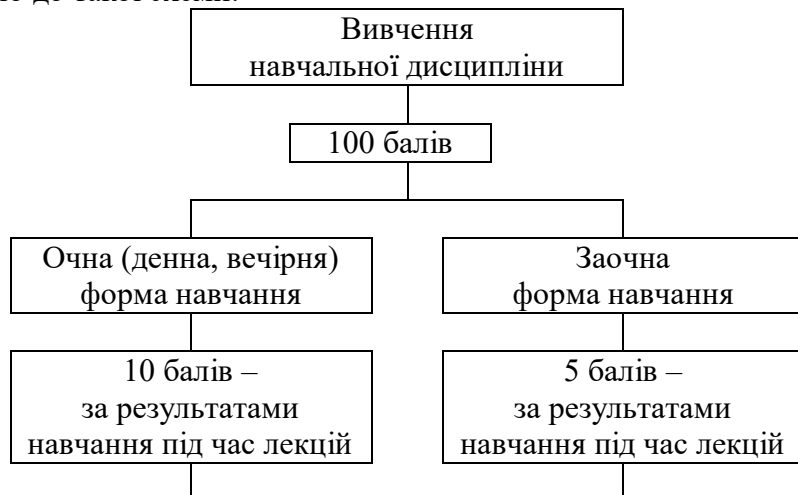 Вивчення
навчальної дисципліни
100 балів
Очна (денна, вечірня)
форма навчання
Заочна
форма навчання
10 балів –
за результатами
навчання під час лекцій
5 балів –
за результатами
навчання під час лекцій